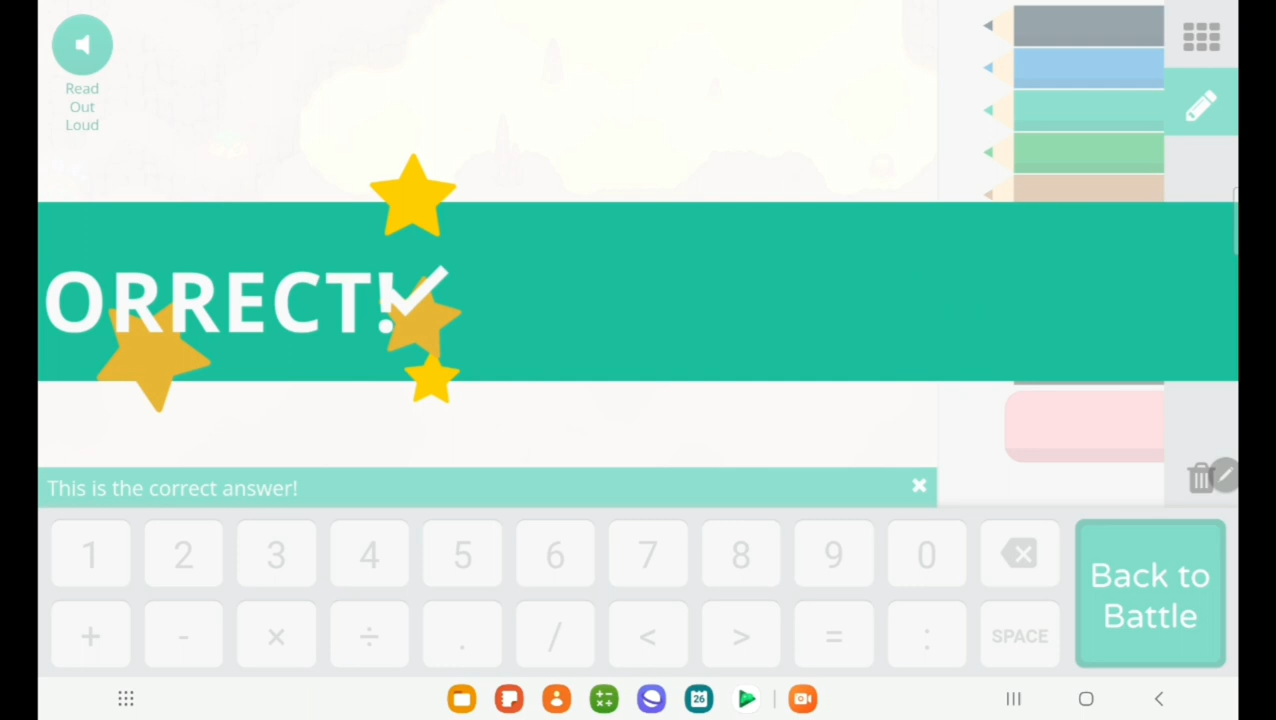 Read
Out
Loud
ORRECT!
This is the correct answer!
1 2 3 4 5 6 7 8 9 0
+ - × ÷ . / < > = : SPACE
Back to
Battle
26